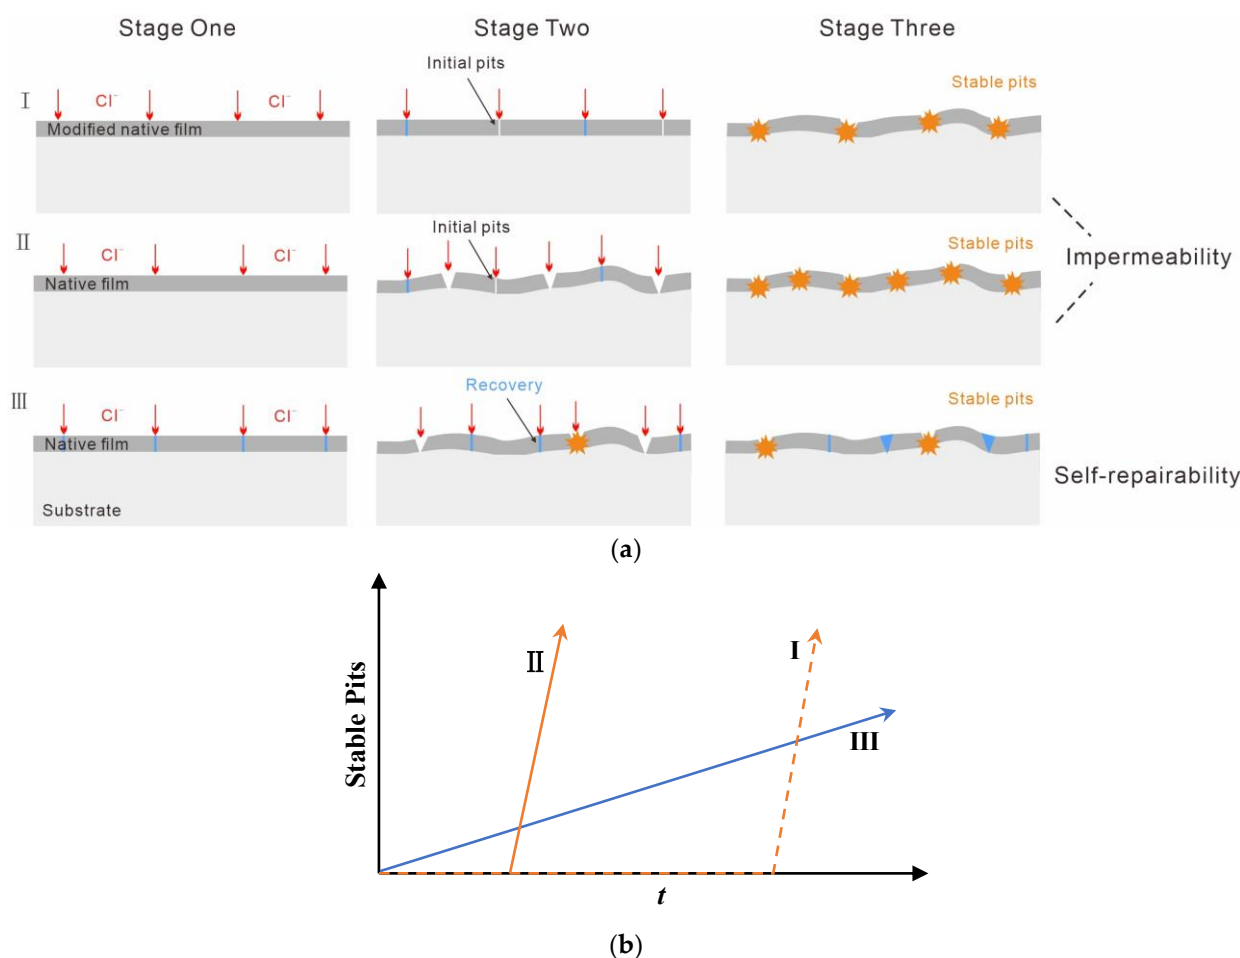 Stage One
Stage Two
Stage Three
Ⅰ
Cl⁻
Cl⁻
Modified native film
Initial pits
Stable pits
Ⅱ
Cl⁻
Cl⁻
Native film
Initial pits
Stable pits
Impermeability
Ⅲ
Cl⁻
Cl⁻
Native film
Substrate
Recovery
Stable pits
Self-repairability
(a)
Stable Pits
Ⅱ
I
III
t
(b)